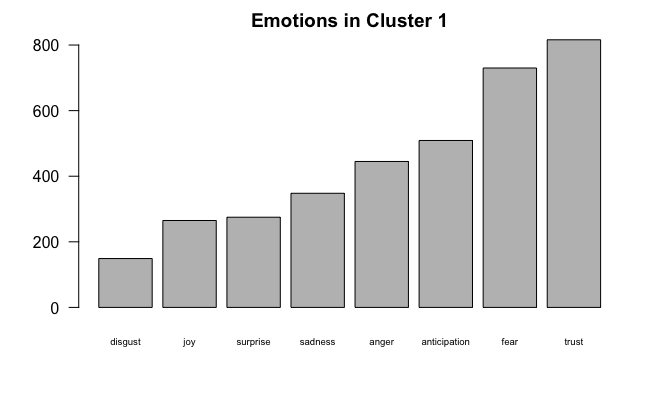 Emotions in Cluster 1
800
600
400
200
0
disgust joy surprise sadness anger anticipation fear trust